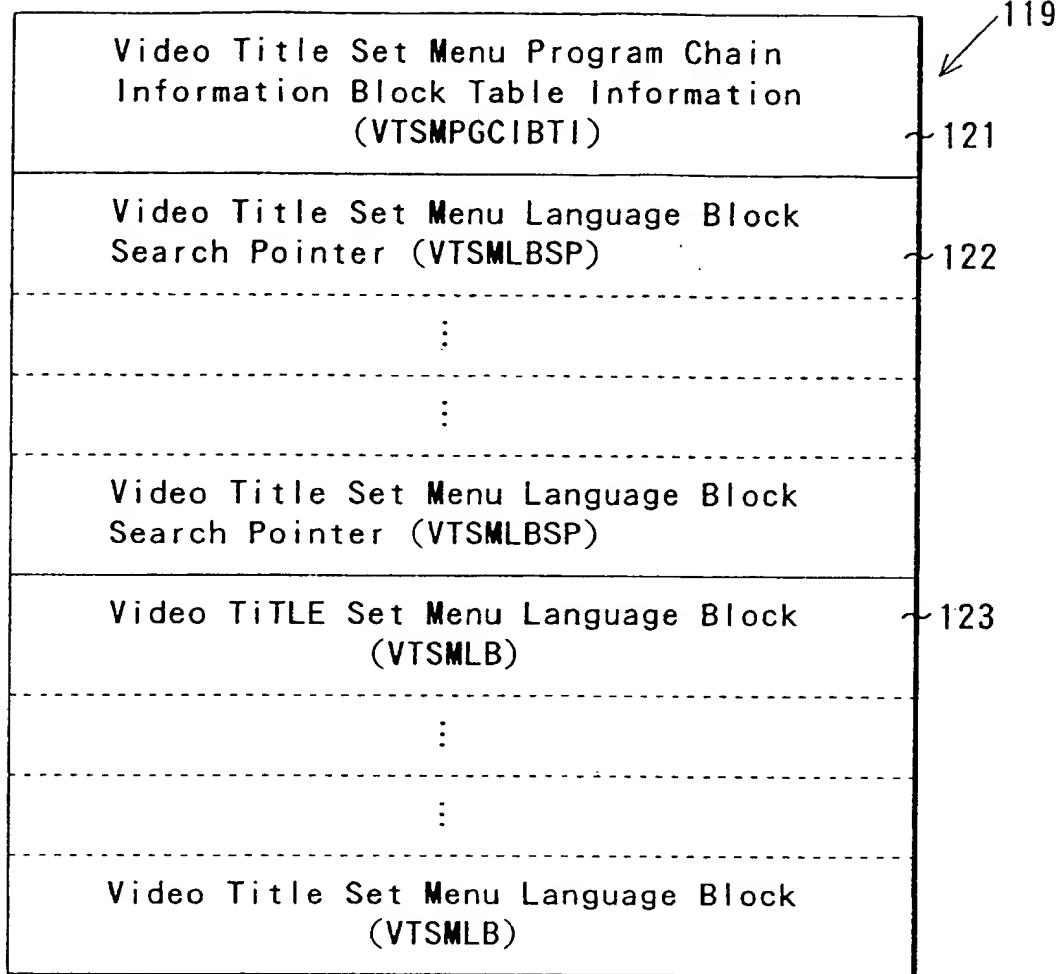 119
Video Title Set Menu Program Chain
Information Block Table Information
(VTSMPGCIBTI)
121
Video Title Set Menu Language Block
Search Pointer (VTSMLBSP)
122
⋮
⋮
Video Title Set Menu Language Block
Search Pointer (VTSMLBSP)
Video TiTLE Set Menu Language Block
123
(VTSMLB)
⋮
⋮
Video Title Set Menu Language Block
(VTSMLB)